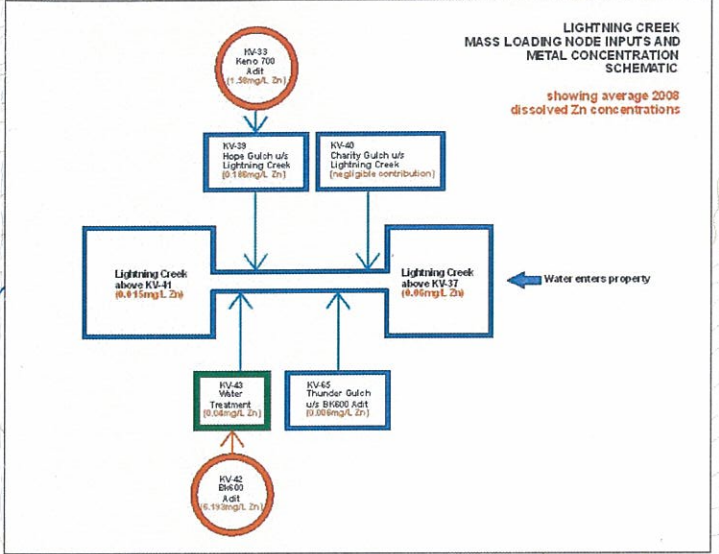 LIGHTNING CREEK
MASS LOADING NODE INPUTS AND
METAL CONCENTRATION
SCHEMATIC
showing average 2008
dissolved Zn concentrations
KV-33
Keno 700
Adit
(1.58mg/L Zn)
KV-39
Hope Gulch u/s
Lightning Creek
(0.186mg/L Zn)
KV-40
Charity Gulch u/s
Lightning Creek
(negligible contribution)
Lightning Creek
above KV-41
(0.015mg/L Zn)
Lightning Creek
above KV-37
(0.06mg/L Zn)
Water enters property
KV-43
Water
Treatment
(0.04mg/L Zn)
KV-65
Thunder Gulch
u/s BK600 Adit
(0.006mg/L Zn)
KV-42
BK600
Adit
(6.193mg/L Zn)